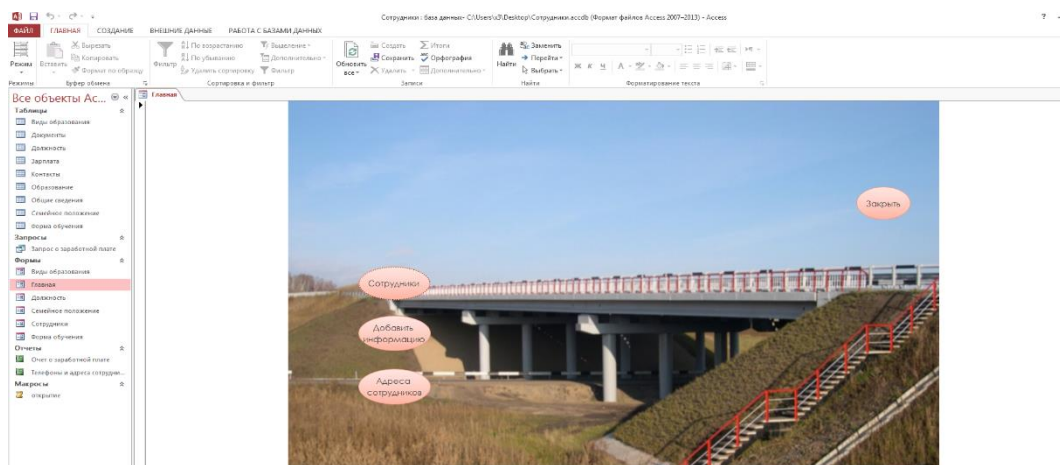 Сотрудники : база данных- C:\Users\x3\Desktop\Сотрудники.accdb (Формат файлов Access 2007–2013) - Access
?
ФАЙЛ ГЛАВНАЯ СОЗДАНИЕ ВНЕШНИЕ ДАННЫЕ РАБОТА С БАЗАМИ ДАННЫХ
Режим
Вставить
Вырезать
Копировать
Формат по образцу
Фильтр
По возрастанию
По убыванию
Удалить сортировку
Выделение
Дополнительно
Фильтр
Обновить все
Создать
Сохранить
Удалить
Итоги
Орфография
Дополнительно
Найти
Заменить
Перейти
Выбрать
Ж К Ч А
Режимы Буфер обмена Сортировка и фильтр Записи Найти Форматирование текста
Все объекты Ac...
Таблицы
Виды образования
Документы
Должность
Зарплата
Контакты
Образование
Общие сведения
Семейное положение
Форма обучения
Запросы
Запрос о заработной плате
Формы
Виды образования
Главная
Должность
Семейное положение
Сотрудники
Форма обучения
Отчеты
Отчет о заработной плате
Телефоны и адреса сотрудни...
Макросы
открытие
Главная
Закрыть
Сотрудники
Добавить
информацию
Адреса
сотрудников